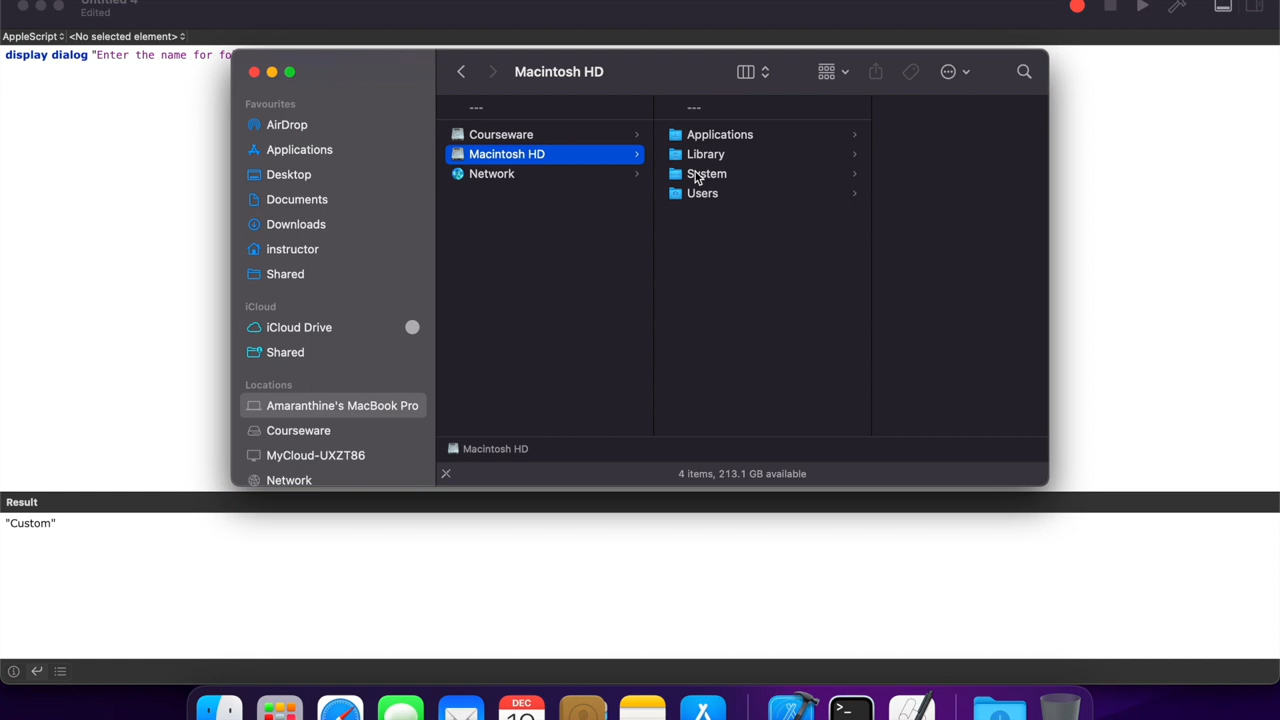 Untitled 4
Edited
AppleScript <No selected element>
display dialog "Enter the name for fo
Macintosh HD
Favourites
AirDrop
Applications
Desktop
Documents
Downloads
instructor
Shared
iCloud
iCloud Drive
Shared
Locations
Amaranthine's MacBook Pro
Courseware
MyCloud-UXZT86
Network
---
Courseware
Macintosh HD
Network
---
Applications
Library
System
Users
Macintosh HD
4 items, 213.1 GB available
Result
"Custom"
DEC